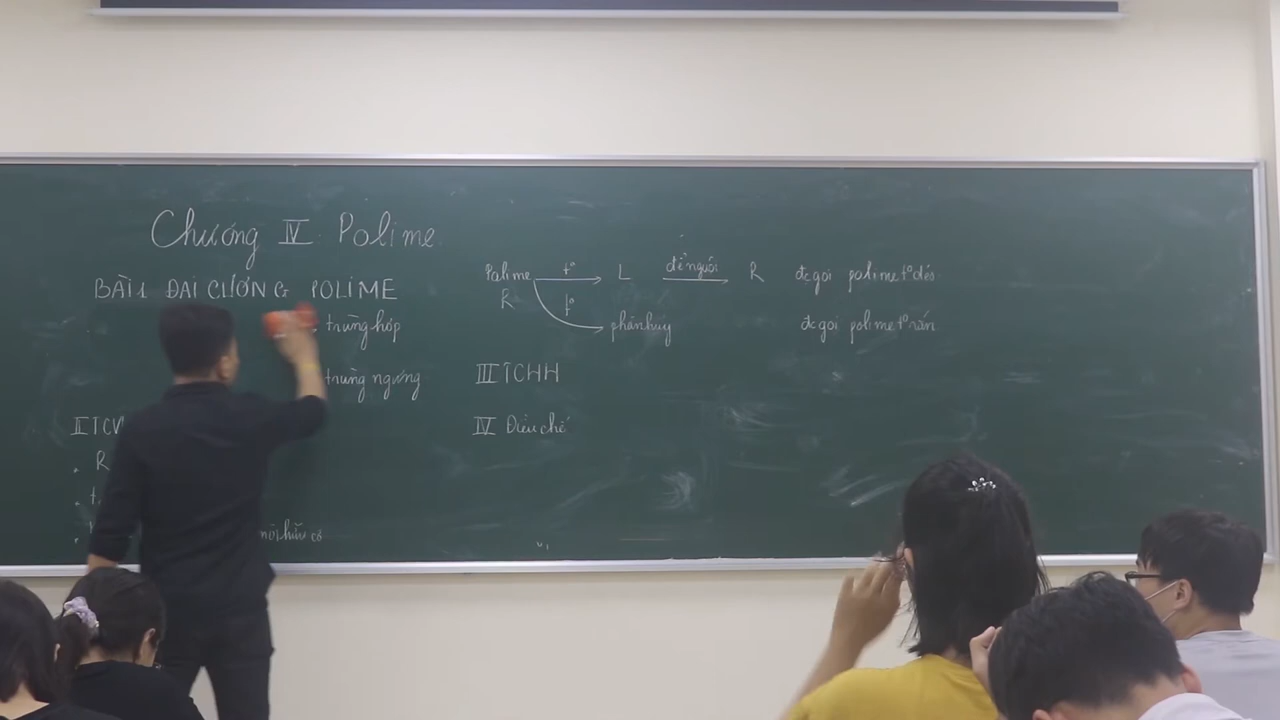 Chương IV: Polime
BÀI 1 ĐẠI CƯƠNG POLIME
trùng hợp
trùng ngưng
II TCV
. R
. t
hữu cơ
Polime t° L để nguội R đc gọi polime t° dẻo
R t° phân hủy đc gọi polime t° rắn
III TCHH
IV Điều chế